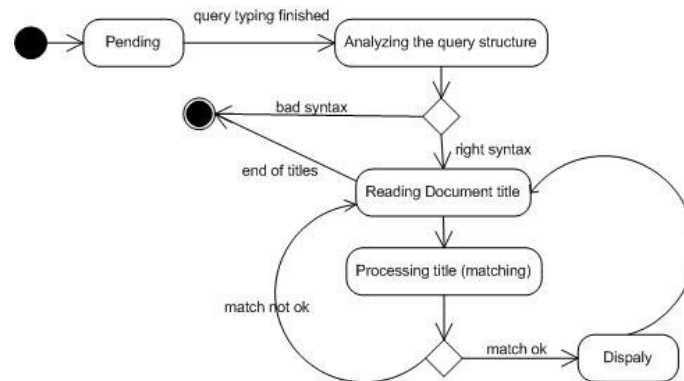 query typing finished
Pending
Analyzing the query structure
bad syntax
right syntax
end of titles
Reading Document title
Processing title (matching)
match not ok
match ok
Dispaly